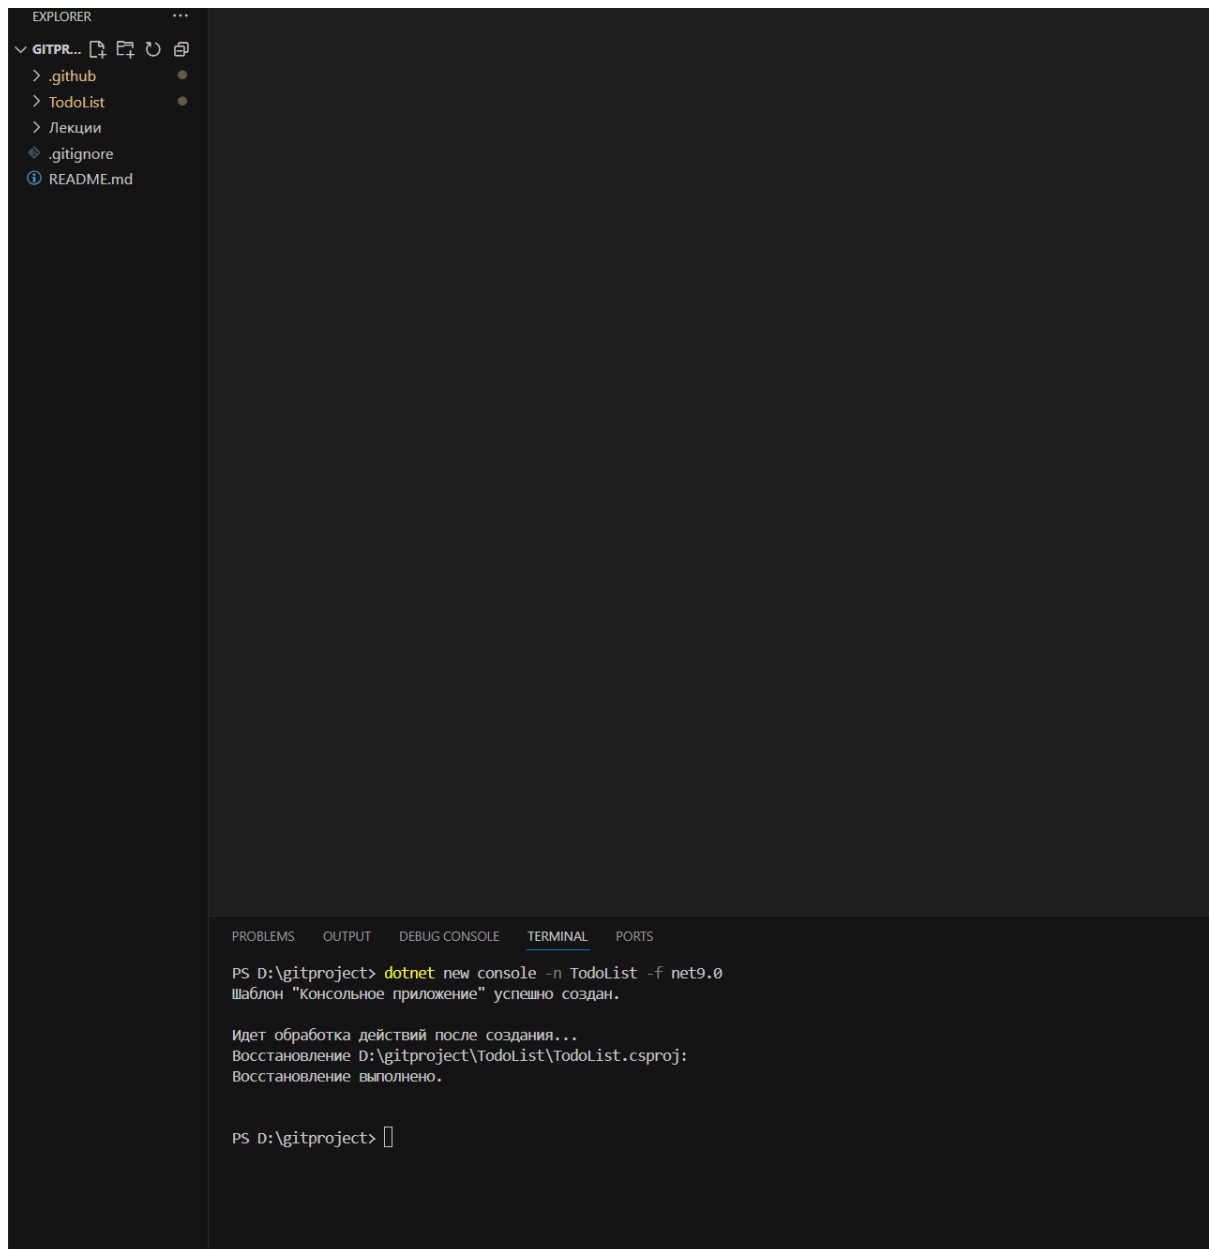 EXPLORER
GITPR...
.github
TodoList
Лекции
.gitignore
README.md
PROBLEMS OUTPUT DEBUG CONSOLE TERMINAL PORTS
PS D:\gitproject> dotnet new console -n TodoList -f net9.0
Шаблон "Консольное приложение" успешно создан.
Идет обработка действий после создания...
Восстановление D:\gitproject\TodoList\TodoList.csproj:
Восстановление выполнено.
PS D:\gitproject>